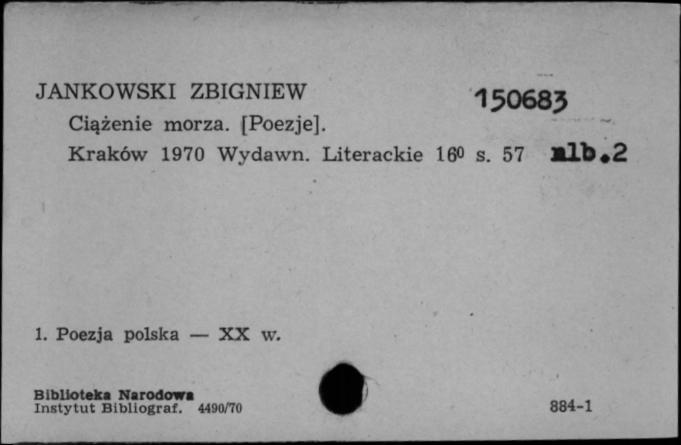 JANKOWSKI ZBIGNIEW 150683
Ciążenie morza. [Poezje].
Kraków 1970 Wydawn. Literackie 16⁰ s. 57 nlb.2
1. Poezja polska — XX w.
Biblioteka Narodowa
Instytut Bibliograf. 4490/70 884-1